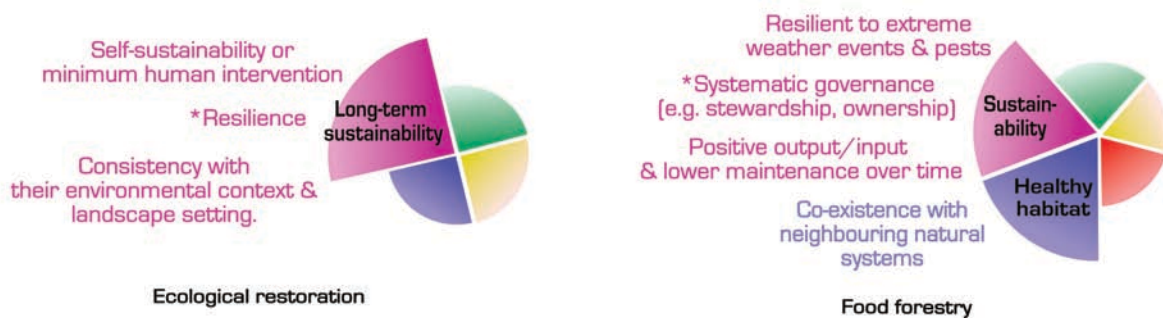 Self-sustainability or
minimum human intervention
*Resilience
Consistency with
their environmental context &
landscape setting.
Long-term
sustainability
Ecological restoration
Resilient to extreme
weather events & pests
*Systematic governance
(e.g. stewardship, ownership)
Positive output/input
& lower maintenance over time
Co-existence with
neighbouring natural
systems
Sustain-
ability
Healthy
habitat
Food forestry